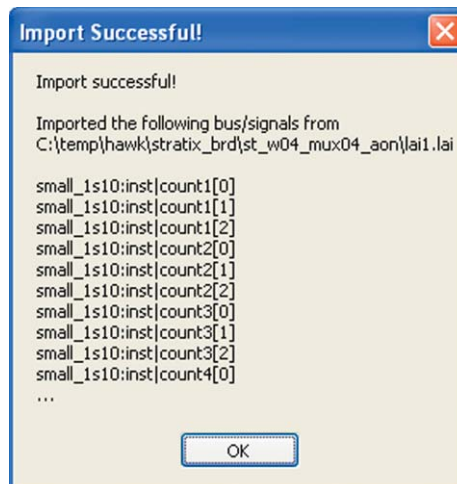 Import Successful!
Import successful!
Imported the following bus/signals from
C:\temp\hawk\stratix_brd\st_w04_mux04_aon\lai1.lai
small_1s10:inst|count1[0]
small_1s10:inst|count1[1]
small_1s10:inst|count1[2]
small_1s10:inst|count2[0]
small_1s10:inst|count2[1]
small_1s10:inst|count2[2]
small_1s10:inst|count3[0]
small_1s10:inst|count3[1]
small_1s10:inst|count3[2]
small_1s10:inst|count4[0]
...
OK